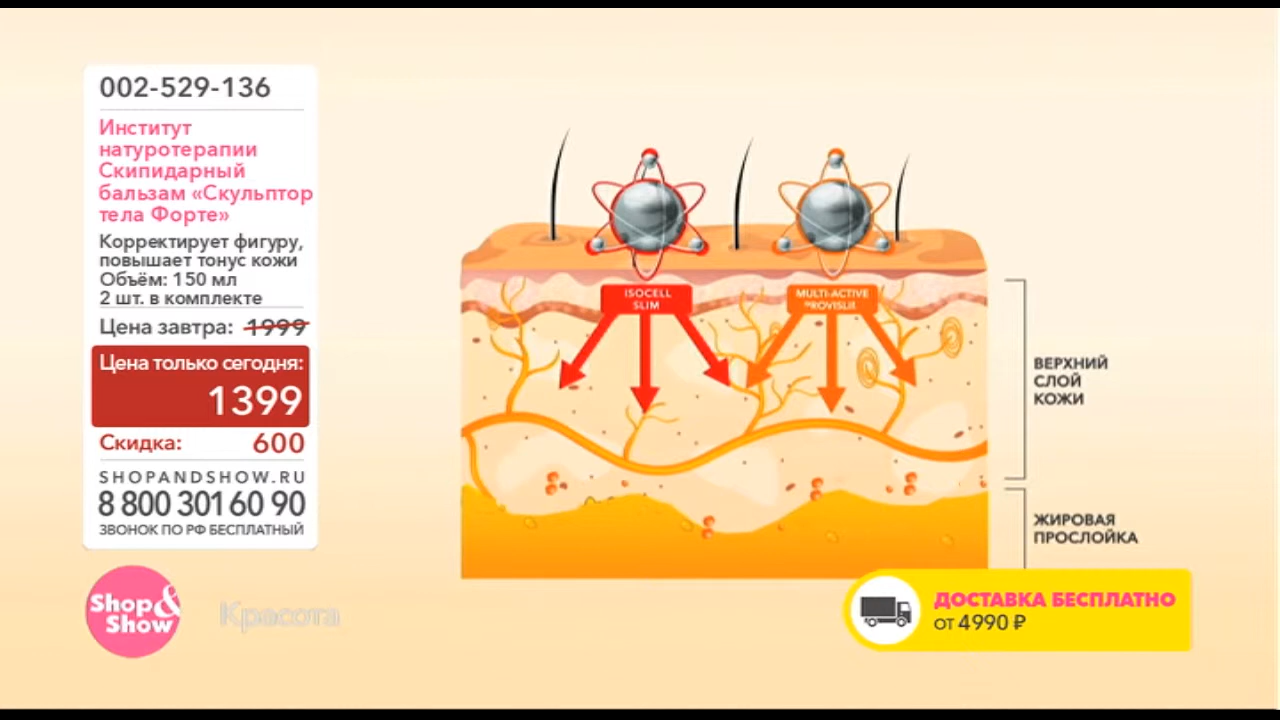 002-529-136
Институт
натуротерапии
Скипидарный
бальзам «Скульптор
тела Форте»
Корректирует фигуру,
повышает тонус кожи
Объём: 150 мл
2 шт. в комплекте
Цена завтра: 1999
Цена только сегодня:
1399
Скидка: 600
SHOPANDSHOW.RU
8 800 301 60 90
ЗВОНОК ПО РФ БЕСПЛАТНЫЙ
Shop&
Show
Красота
ISOCELL
SLIM
MULTI-ACTIVE
PROVISLIM
ВЕРХНИЙ
СЛОЙ
КОЖИ
ЖИРОВАЯ
ПРОСЛОЙКА
ДОСТАВКА БЕСПЛАТНО
ОТ 4990 ₽